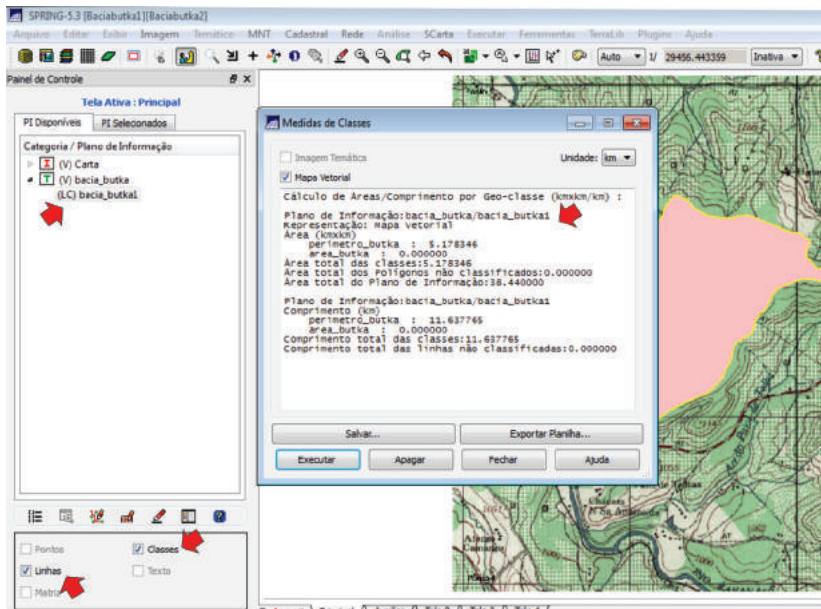 SPRING-5.3 [Baciabutka1][Baciabutka2]
Arquivo Editar Exibir Imagem Temático MNT Cadastral Rede Análise SCarta Executar Ferramentas TerraLib Plugins Ajuda
Auto 1/ 29456.443359 Inativa
Painel de Controle
Tela Ativa : Principal
PI Disponíveis PI Selecionados
Categoria / Plano de Informação
(V) Carta
(V) bacia_butka
(LC) bacia_butka1
Pontos Classes
Linhas Texto
Matriz
Medidas de Classes
Imagem Temática Unidade: km
Mapa Vetorial
Cálculo de Areas/Comprimento por Geo-classe (kmxkm/km) :
Plano de Informação:bacia_butka/bacia_butka1
Representação: Mapa Vetorial
Área (kmxkm)
perimetro_butka : 5.178346
area_butka : 0.000000
Área total das classes:5.178346
Área total dos Polígonos não classificados:0.000000
Área total do Plano de Informação:38.440000
Plano de Informação:bacia_butka/bacia_butka1
Comprimento (km)
perimetro_butka : 11.637765
area_butka : 0.000000
Comprimento total das classes:11.637765
Comprimento total das linhas não classificadas:0.000000
Salvar... Exportar Planilha...
Executar Apagar Fechar Ajuda